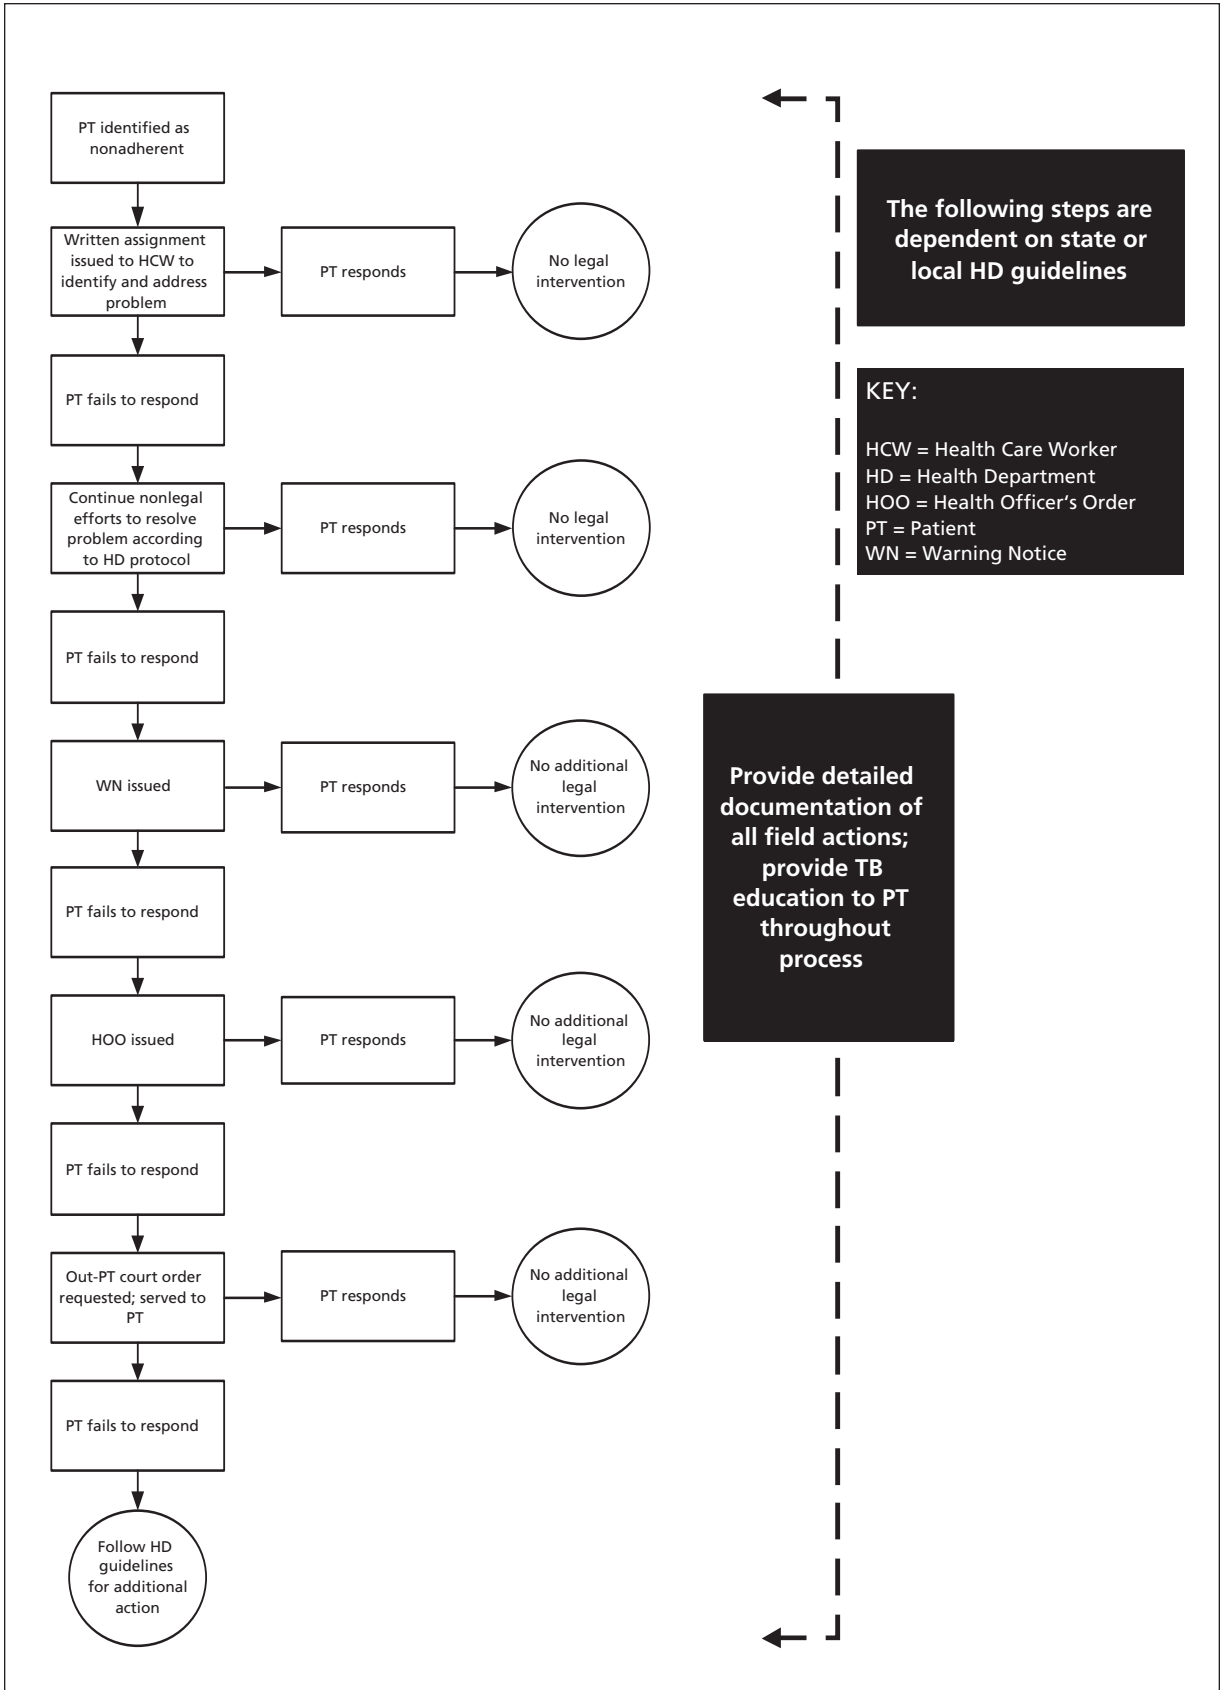 PT identified as
nonadherent
Written assignment
issued to HCW to
identify and address
problem
PT responds
No legal
intervention
PT fails to respond
Continue nonlegal
efforts to resolve
problem according
to HD protocol
PT responds
No legal
intervention
PT fails to respond
WN issued
PT responds
No additional
legal
intervention
PT fails to respond
HOO issued
PT responds
No additional
legal
intervention
PT fails to respond
Out-PT court order
requested; served to
PT
PT responds
No additional
legal
intervention
PT fails to respond
Follow HD
guidelines
for additional
action
The following steps are
dependent on state or
local HD guidelines
KEY:
HCW = Health Care Worker
HD = Health Department
HOO = Health Officer's Order
PT = Patient
WN = Warning Notice
Provide detailed
documentation of
all field actions;
provide TB
education to PT
throughout
process